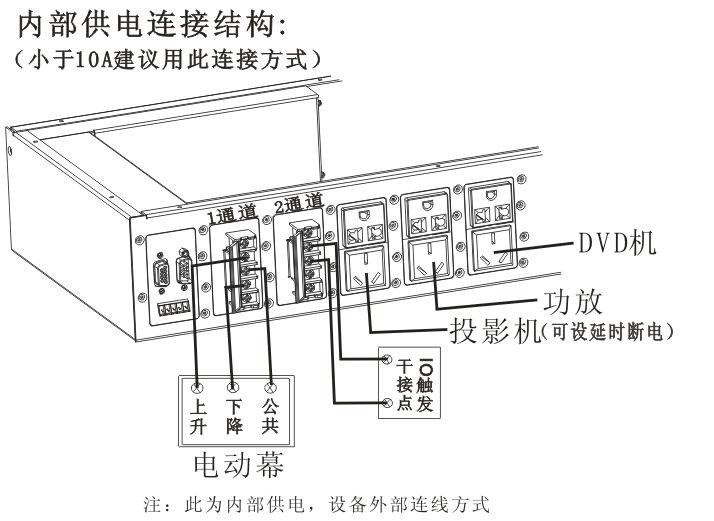 内部供电连接结构:
(小于10A建议用此连接方式)
1通道
2通道
DVD机
功放
投影机(可设延时断电)
上升
下降
公共
电动幕
干接点
IO触发
注：此为内部供电，设备外部连线方式